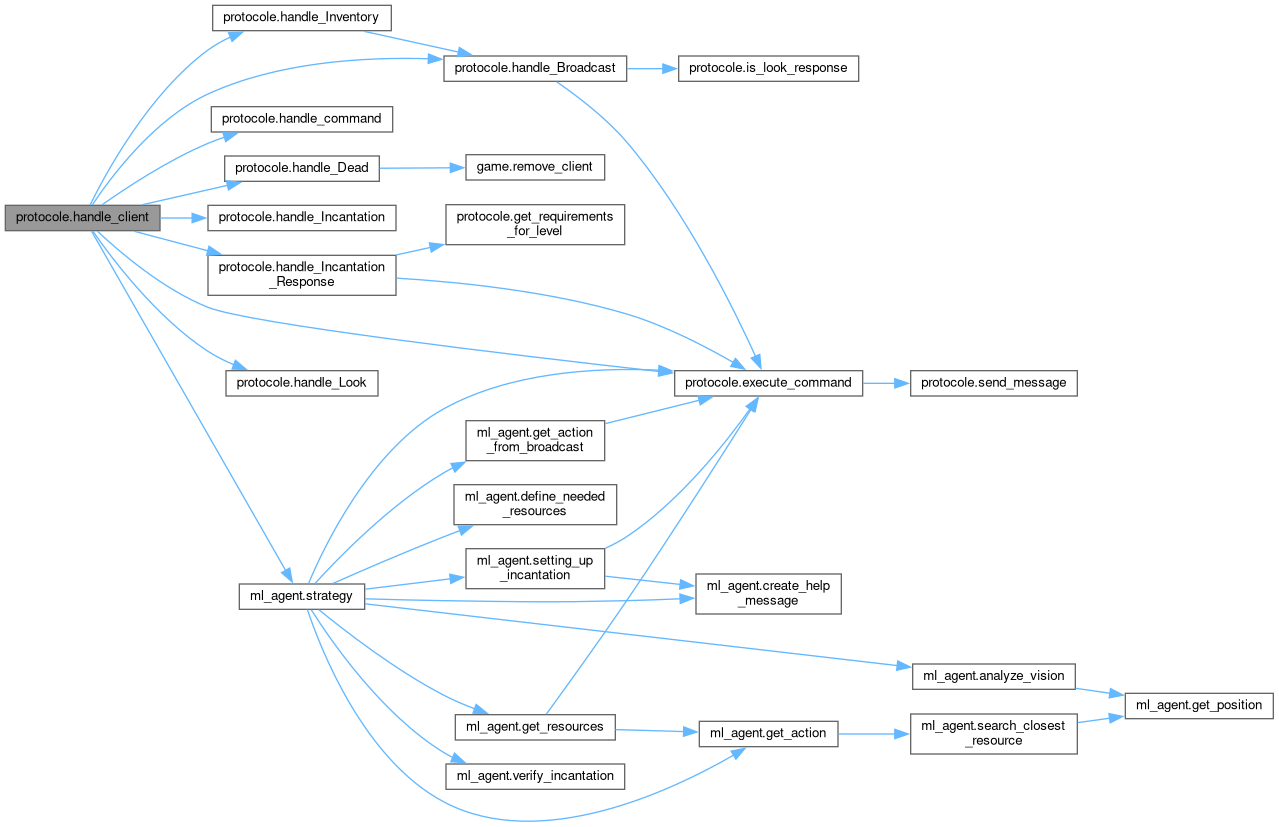 protocole.handle_Inventory
protocole.handle_Broadcast
protocole.is_look_response
protocole.handle_command
protocole.handle_Dead
game.remove_client
protocole.handle_client
protocole.handle_Incantation
protocole.get_requirements
_for_level
protocole.handle_Incantation
_Response
protocole.handle_Look
protocole.execute_command
protocole.send_message
ml_agent.get_action
_from_broadcast
ml_agent.define_needed
_resources
ml_agent.setting_up
_incantation
ml_agent.strategy
ml_agent.create_help
_message
ml_agent.analyze_vision
ml_agent.get_position
ml_agent.get_resources
ml_agent.get_action
ml_agent.search_closest
_resource
ml_agent.verify_incantation